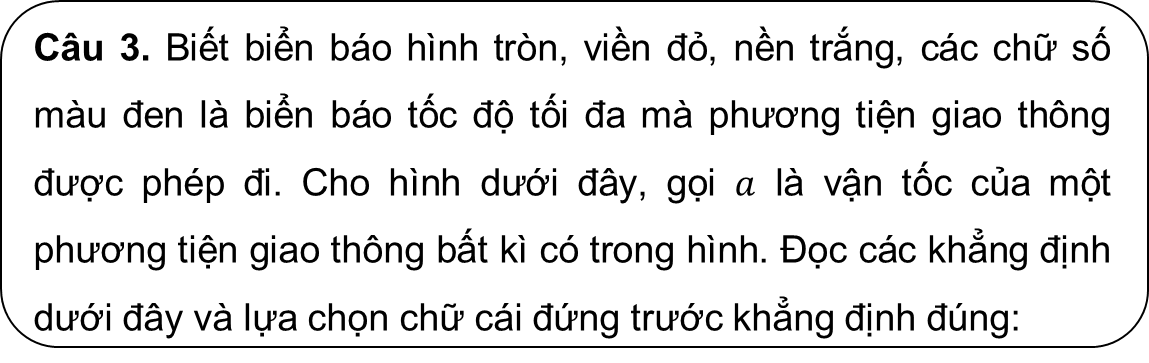 Câu 3. Biết biển báo hình tròn, viền đỏ, nền trắng, các chữ số
màu đen là biển báo tốc độ tối đa mà phương tiện giao thông
được phép đi. Cho hình dưới đây, gọi a là vận tốc của một
phương tiện giao thông bất kì có trong hình. Đọc các khẳng định
dưới đây và lựa chọn chữ cái đứng trước khẳng định đúng: